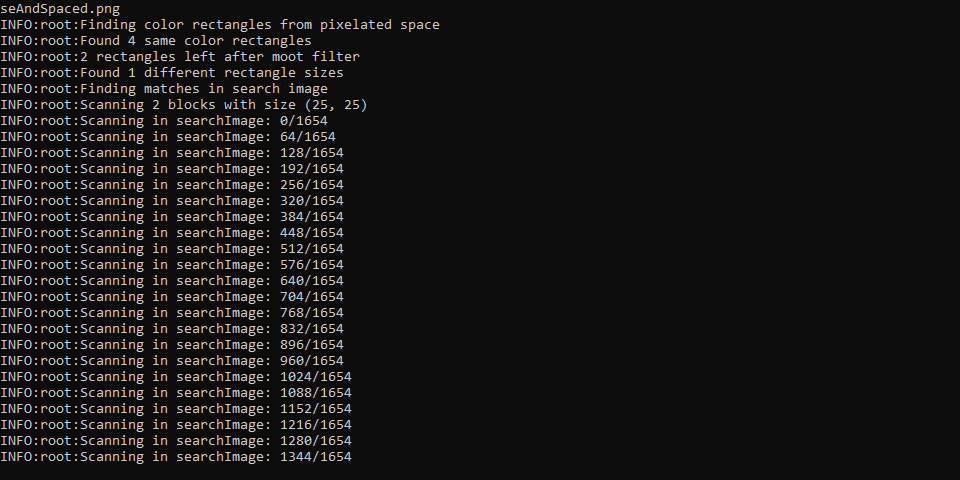 seAndSpaced.png
INFO:root:Finding color rectangles from pixelated space
INFO:root:Found 4 same color rectangles
INFO:root:2 rectangles left after moot filter
INFO:root:Found 1 different rectangle sizes
INFO:root:Finding matches in search image
INFO:root:Scanning 2 blocks with size (25, 25)
INFO:root:Scanning in searchImage: 0/1654
INFO:root:Scanning in searchImage: 64/1654
INFO:root:Scanning in searchImage: 128/1654
INFO:root:Scanning in searchImage: 192/1654
INFO:root:Scanning in searchImage: 256/1654
INFO:root:Scanning in searchImage: 320/1654
INFO:root:Scanning in searchImage: 384/1654
INFO:root:Scanning in searchImage: 448/1654
INFO:root:Scanning in searchImage: 512/1654
INFO:root:Scanning in searchImage: 576/1654
INFO:root:Scanning in searchImage: 640/1654
INFO:root:Scanning in searchImage: 704/1654
INFO:root:Scanning in searchImage: 768/1654
INFO:root:Scanning in searchImage: 832/1654
INFO:root:Scanning in searchImage: 896/1654
INFO:root:Scanning in searchImage: 960/1654
INFO:root:Scanning in searchImage: 1024/1654
INFO:root:Scanning in searchImage: 1088/1654
INFO:root:Scanning in searchImage: 1152/1654
INFO:root:Scanning in searchImage: 1216/1654
INFO:root:Scanning in searchImage: 1280/1654
INFO:root:Scanning in searchImage: 1344/1654